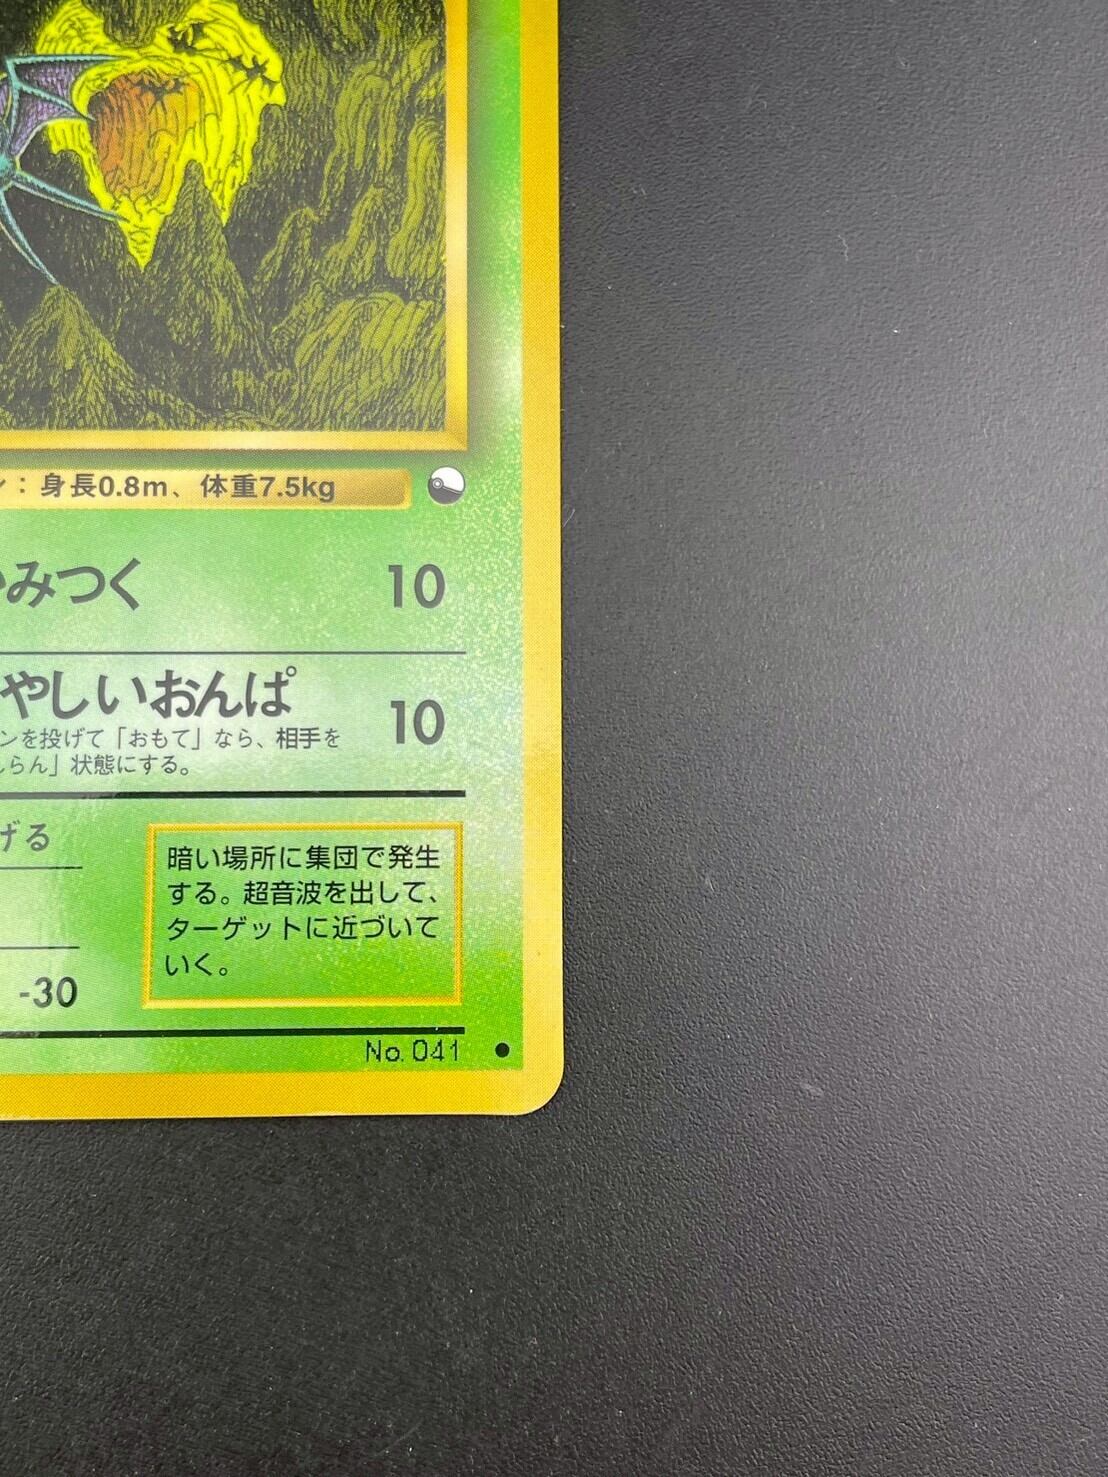 ：身長0.8m、体重7.5kg
みつく 10
やしいおんぱ 10
ンを投げて「おもて」なら、相手を
らん」状態にする。
げる
暗い場所に集団で発生
する。超音波を出して、
ターゲットに近づいて
いく。
-30
No. 041 ●